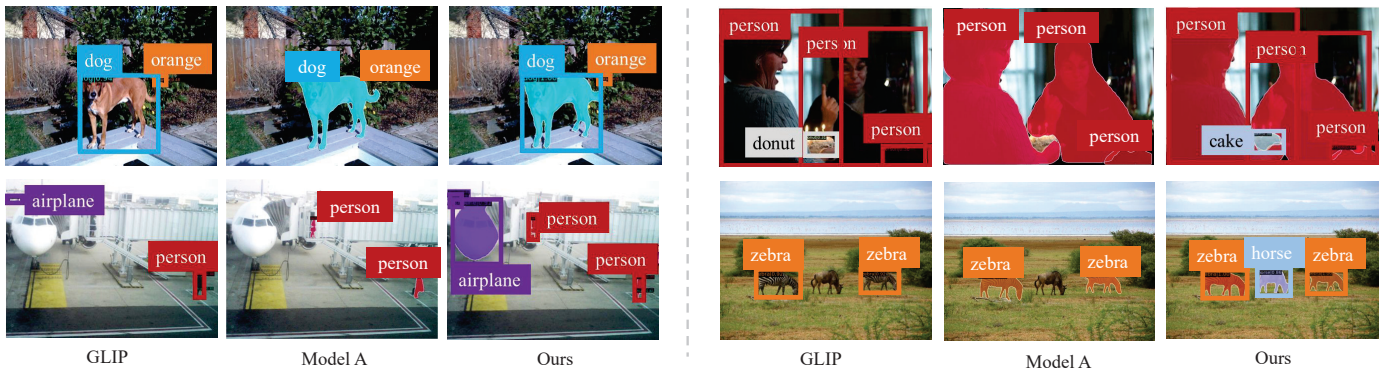 dog
orange
dog
orange
dog
orange
person
person
donut
person
person
person
person
person
person
cake
person
airplane
person
person
person
person
person
airplane
zebra
zebra
zebra
zebra
zebra
horse
zebra
GLIP
Model A
Ours
GLIP
Model A
Ours